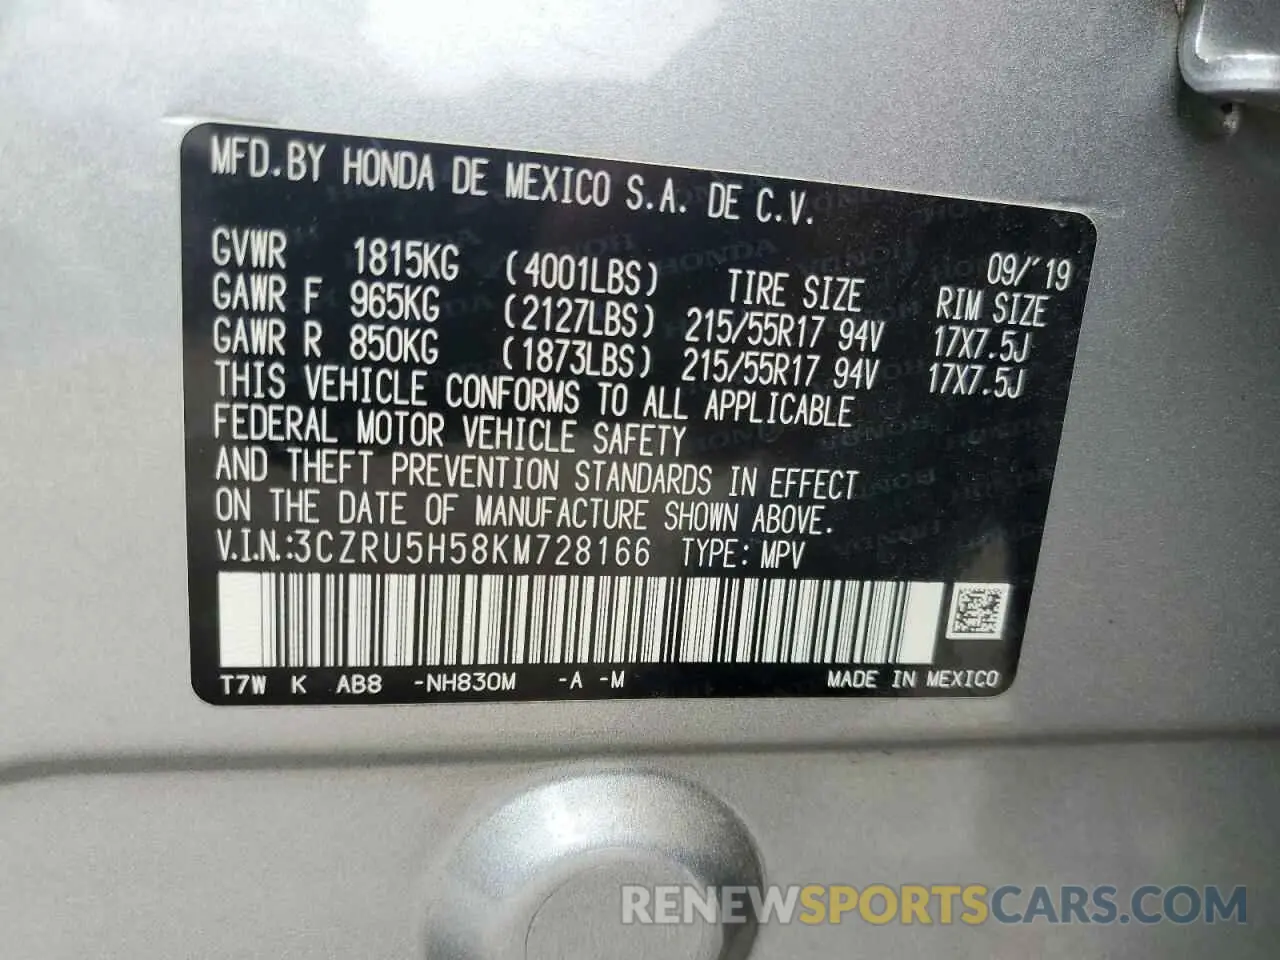 MFD.BY HONDA DE MEXICO S.A. DE C.V.
09/'19
GVWR 1815KG (4001LBS) TIRE SIZE RIM SIZE
GAWR F 965KG (2127LBS) 215/55R17 94V 17X7.5J
GAWR R 850KG (1873LBS) 215/55R17 94V 17X7.5J
THIS VEHICLE CONFORMS TO ALL APPLICABLE
FEDERAL MOTOR VEHICLE SAFETY
AND THEFT PREVENTION STANDARDS IN EFFECT
ON THE DATE OF MANUFACTURE SHOWN ABOVE.
V.I.N.:3CZRU5H58KM728166 TYPE: MPV
T7W K AB8 -NH830M -A -M MADE IN MEXICO
RENEWSPORTSCARS.COM